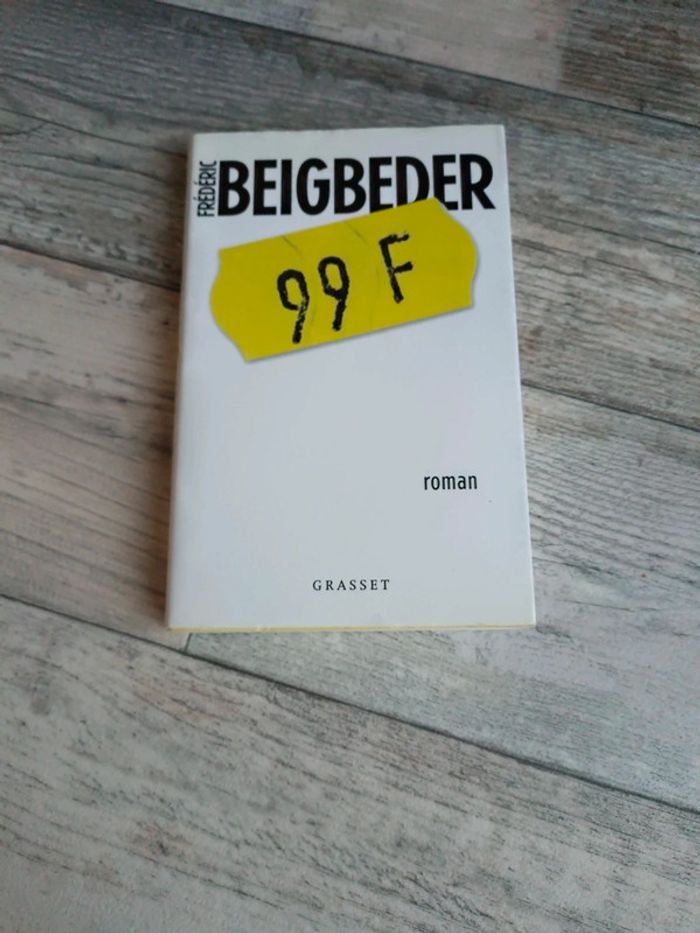 FRÉDÉRIC
BEIGBEDER
99 F
roman
GRASSET